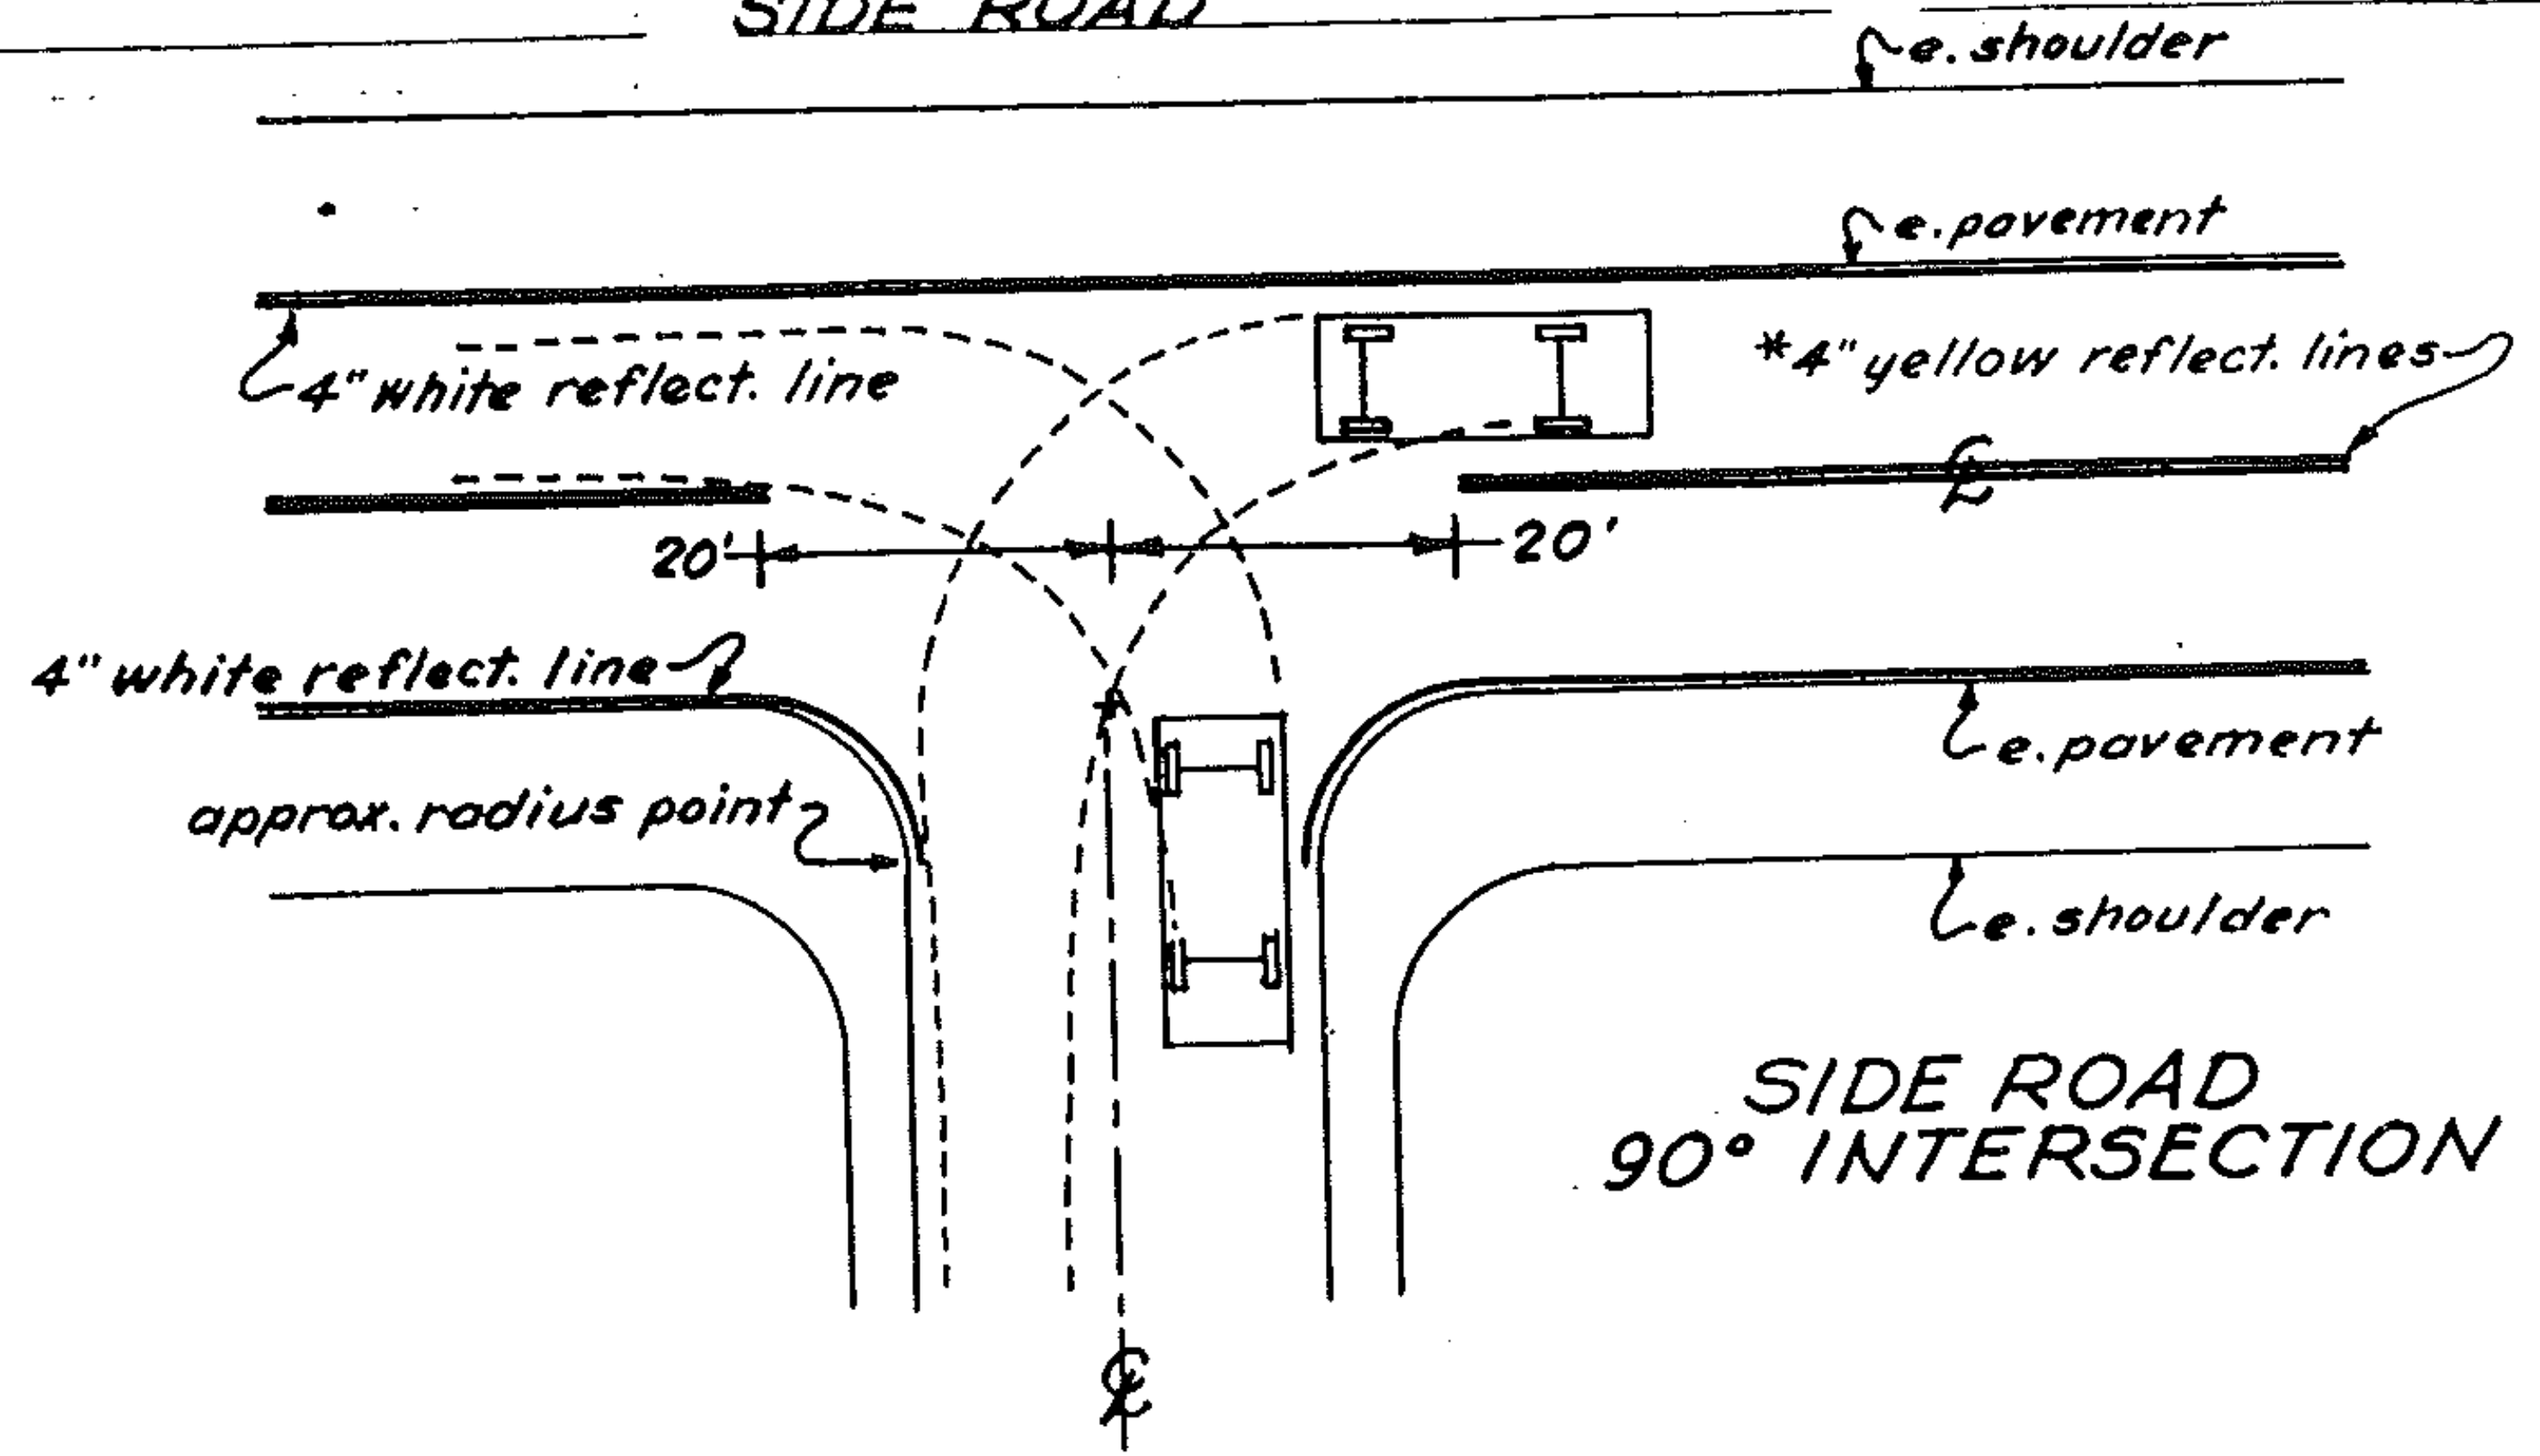 SIDE ROAD
e. shoulder
e. pavement
4" white reflect. line
*4" yellow reflect. lines
℄
20'
20'
4" white reflect. line
e. pavement
approx. radius point
e. shoulder
SIDE ROAD
90° INTERSECTION
℄